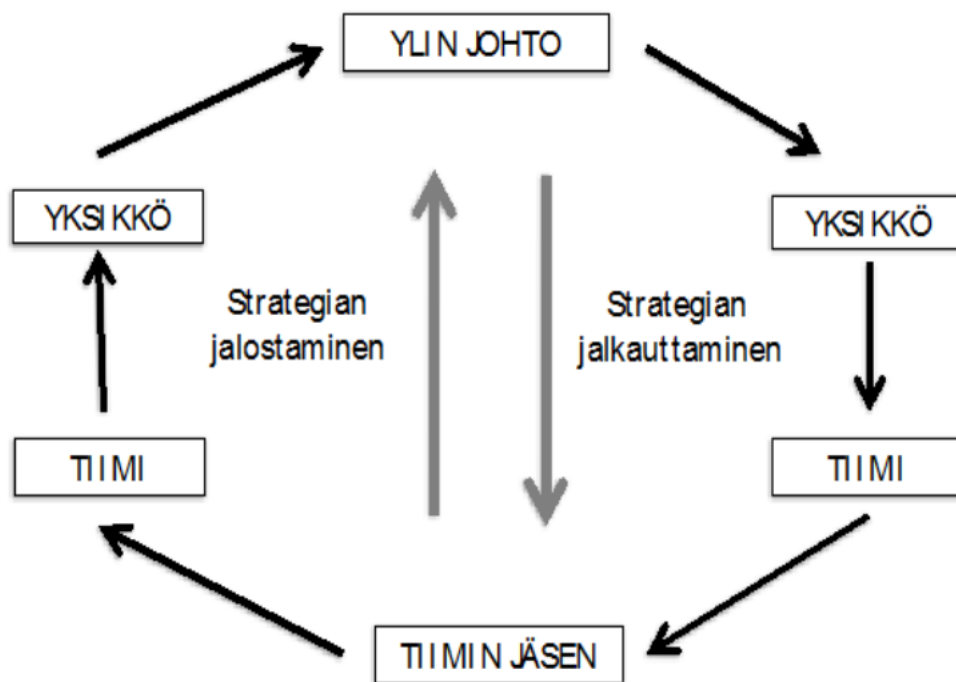 YLIN JOHTO
YKSIKKÖ
YKSIKKÖ
Strategian
jalostaminen
Strategian
jalkauttaminen
TIIMI
TIIMI
TIIMIN JÄSEN